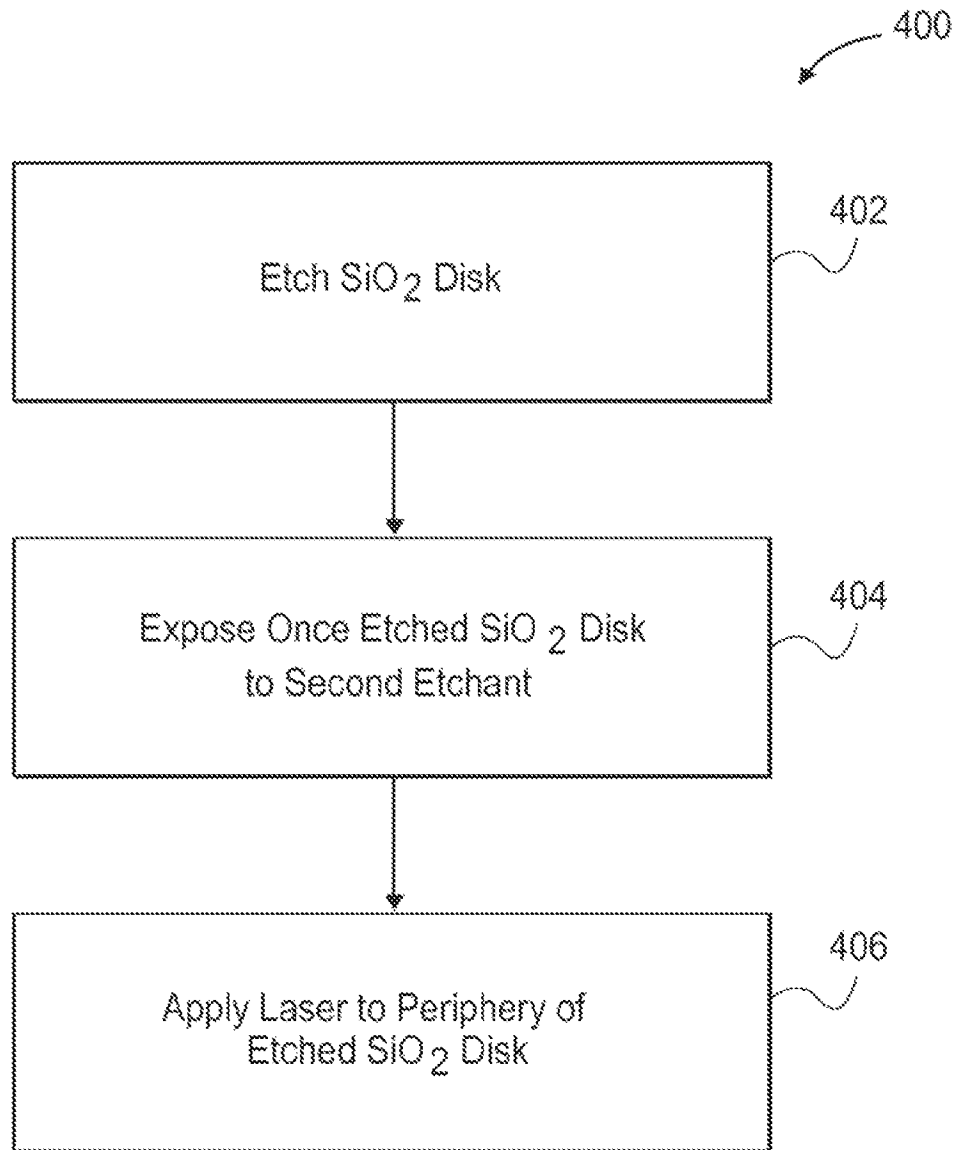 400
402
Etch SiO2 Disk
404
Expose Once Etched SiO2 Disk
to Second Etchant
406
Apply Laser to Periphery of
Etched SiO2 Disk